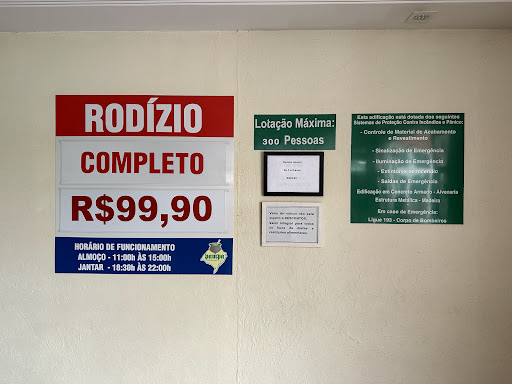 RODÍZIO
COMPLETO
R$99,90
HORÁRIO DE FUNCIONAMENTO
ALMOÇO - 11:00h ÀS 15:00h
JANTAR - 18:30h ÀS 22:00h
Lotação Máxima:
300 Pessoas
Esta edificação está dotada dos seguintes
Sistemas de Proteção Contra Incêndios e Pânico:
- Controle de Material de Acabamento
e Revestimento
- Sinalização de Emergência
- Iluminação de Emergência
- Extintores de Incêndio
- Saídas de Emergência
Edificação em Concreto Armado - Alvenaria
Estrutura Metálica - Madeira
Em caso de Emergência:
Ligue 193 - Corpo de Bombeiros